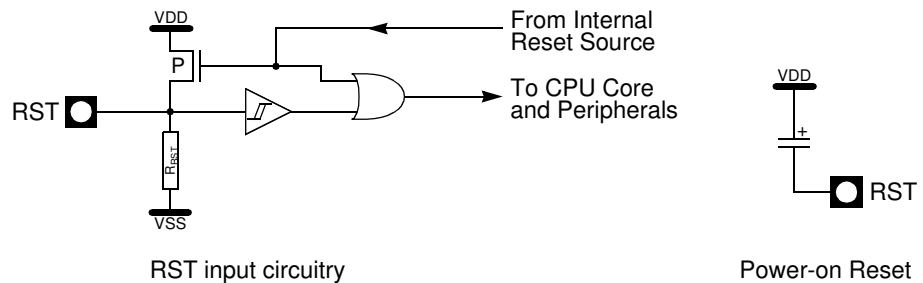 VDD
From Internal
Reset Source
P
To CPU Core
and Peripherals
RST
RRST
VSS
VDD
+
RST
RST input circuitry
Power-on Reset